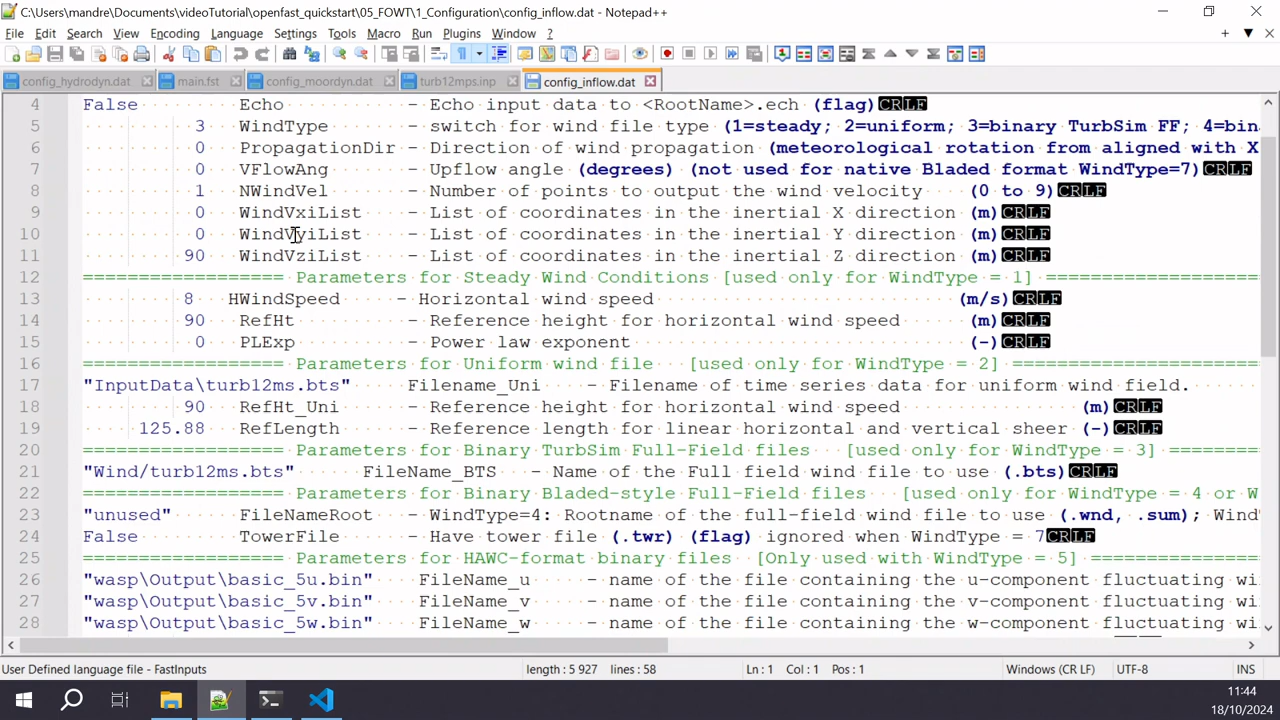 C:\Users\mandre\Documents\videoTutorial\openfast_quickstart\05_FOWT\1_Configuration\config_inflow.dat - Notepad++
File Edit Search View Encoding Language Settings Tools Macro Run Plugins Window ?
config_hydrodyn.dat main.fst config_moordyn.dat turb12mps.inp config_inflow.dat
4 False Echo - Echo input data to <RootName>.ech (flag)CRLF
5 3 WindType - switch for wind file type (1=steady; 2=uniform; 3=binary TurbSim FF; 4=bin
6 0 PropagationDir - Direction of wind propagation (meteorological rotation from aligned with X
7 0 VFlowAng - Upflow angle (degrees) (not used for native Bladed format WindType=7)CRLF
8 1 NWindVel - Number of points to output the wind velocity (0 to 9)CRLF
9 0 WindVxiList - List of coordinates in the inertial X direction (m)CRLF
10 0 WindVyiList - List of coordinates in the inertial Y direction (m)CRLF
11 90 WindVziList - List of coordinates in the inertial Z direction (m)CRLF
12 ================== Parameters for Steady Wind Conditions [used only for WindType = 1] ====================
13 8 HWindSpeed - Horizontal wind speed (m/s)CRLF
14 90 RefHt - Reference height for horizontal wind speed (m)CRLF
15 0 PLExp - Power law exponent (-)CRLF
16 ================== Parameters for Uniform wind file [used only for WindType = 2] =======================
17 "InputData\turb12ms.bts" Filename_Uni - Filename of time series data for uniform wind field.
18 90 RefHt_Uni - Reference height for horizontal wind speed (m)CRLF
19 125.88 RefLength - Reference length for linear horizontal and vertical sheer (-)CRLF
20 ================== Parameters for Binary TurbSim Full-Field files [used only for WindType = 3] =========
21 "Wind/turb12ms.bts" FileName_BTS - Name of the Full field wind file to use (.bts)CRLF
22 ================== Parameters for Binary Bladed-style Full-Field files [used only for WindType = 4 or W
23 "unused" FileNameRoot - WindType=4: Rootname of the full-field wind file to use (.wnd, .sum); Wind
24 False TowerFile - Have tower file (.twr) (flag) ignored when WindType = 7CRLF
25 ================== Parameters for HAWC-format binary files [Only used with WindType = 5] ================
26 "wasp\Output\basic_5u.bin" FileName_u - name of the file containing the u-component fluctuating wi
27 "wasp\Output\basic_5v.bin" FileName_v - name of the file containing the v-component fluctuating wi
28 "wasp\Output\basic_5w.bin" FileName_w - name of the file containing the w-component fluctuating wi
User Defined language file - FastInputs length : 5 927 lines : 58 Ln : 1 Col : 1 Pos : 1 Windows (CR LF) UTF-8 INS
11:44
18/10/2024